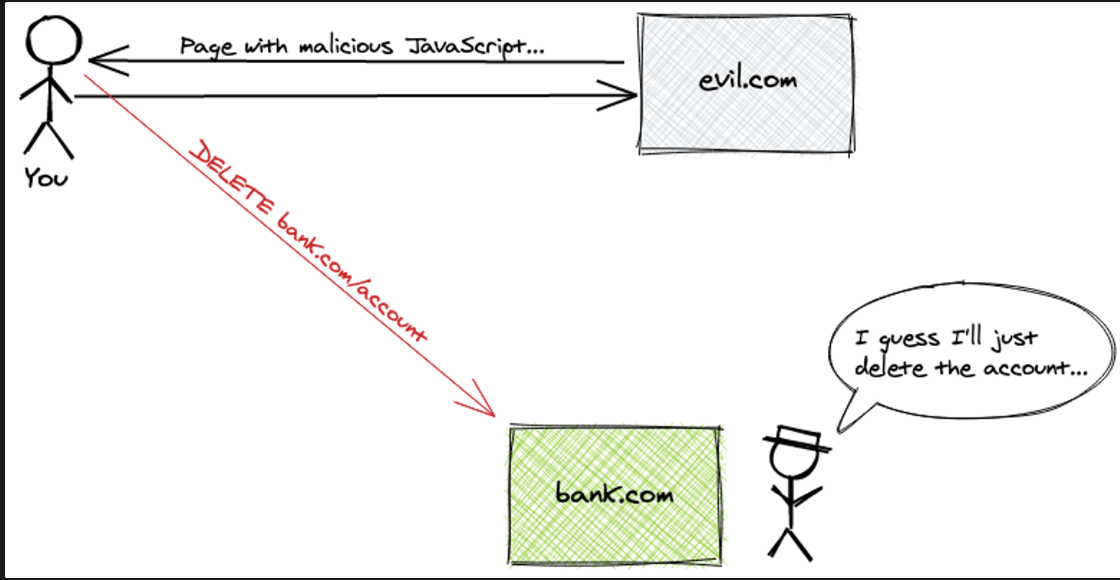 Page with malicious JavaScript...
evil.com
You
DELETE bank.com/account
I guess I'll just
delete the account...
bank.com